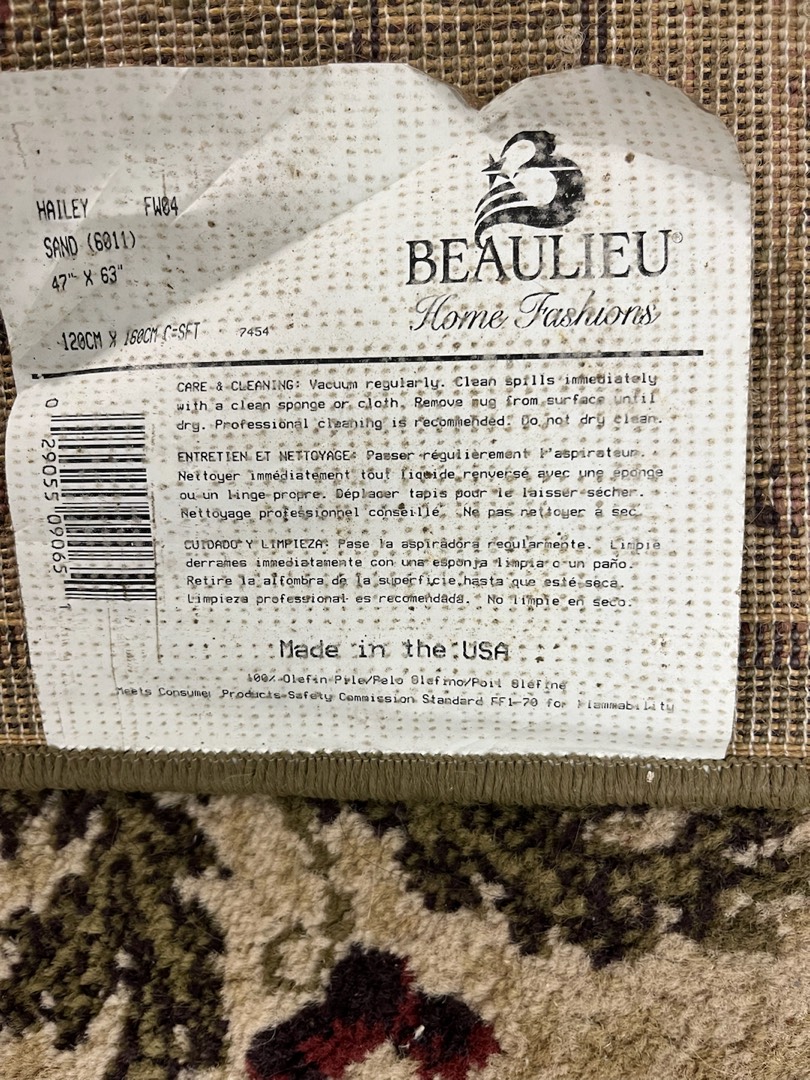 HAILEY FW04
SAND (6011)
47" X 63"
120CM X 160CM C=SFT 7454
BEAULIEU®
Home Fashions
CARE & CLEANING: Vacuum regularly. Clean spills immediately
with a clean sponge or cloth. Remove rug from surface until
dry. Professional cleaning is recommended. Do not dry clean.
ENTRETIEN ET NETTOYAGE: Passer régulièrement l'aspirateur.
Nettoyer immédiatement tout liquide renversé avec une éponge
ou un linge propre. Déplacer tapis pour le laisser sécher.
Nettoyage professionnel conseillé. Ne pas nettoyer à sec.
CUIDADO Y LIMPIEZA: Pase la aspiradora regularmente. Limpie
derrames immediatamente con una esponja limpia o un paño.
Retire la alfombra de la superficie hasta que esté seca.
Limpieza professional es recomendada. No limpie en seco.
0 29055 09065 1
Made in the USA
100% Olefin Pile/Pelo Olefino/Poil Oléfine
Meets Consumer Products Safety Commission Standard FF1-70 for Flammability